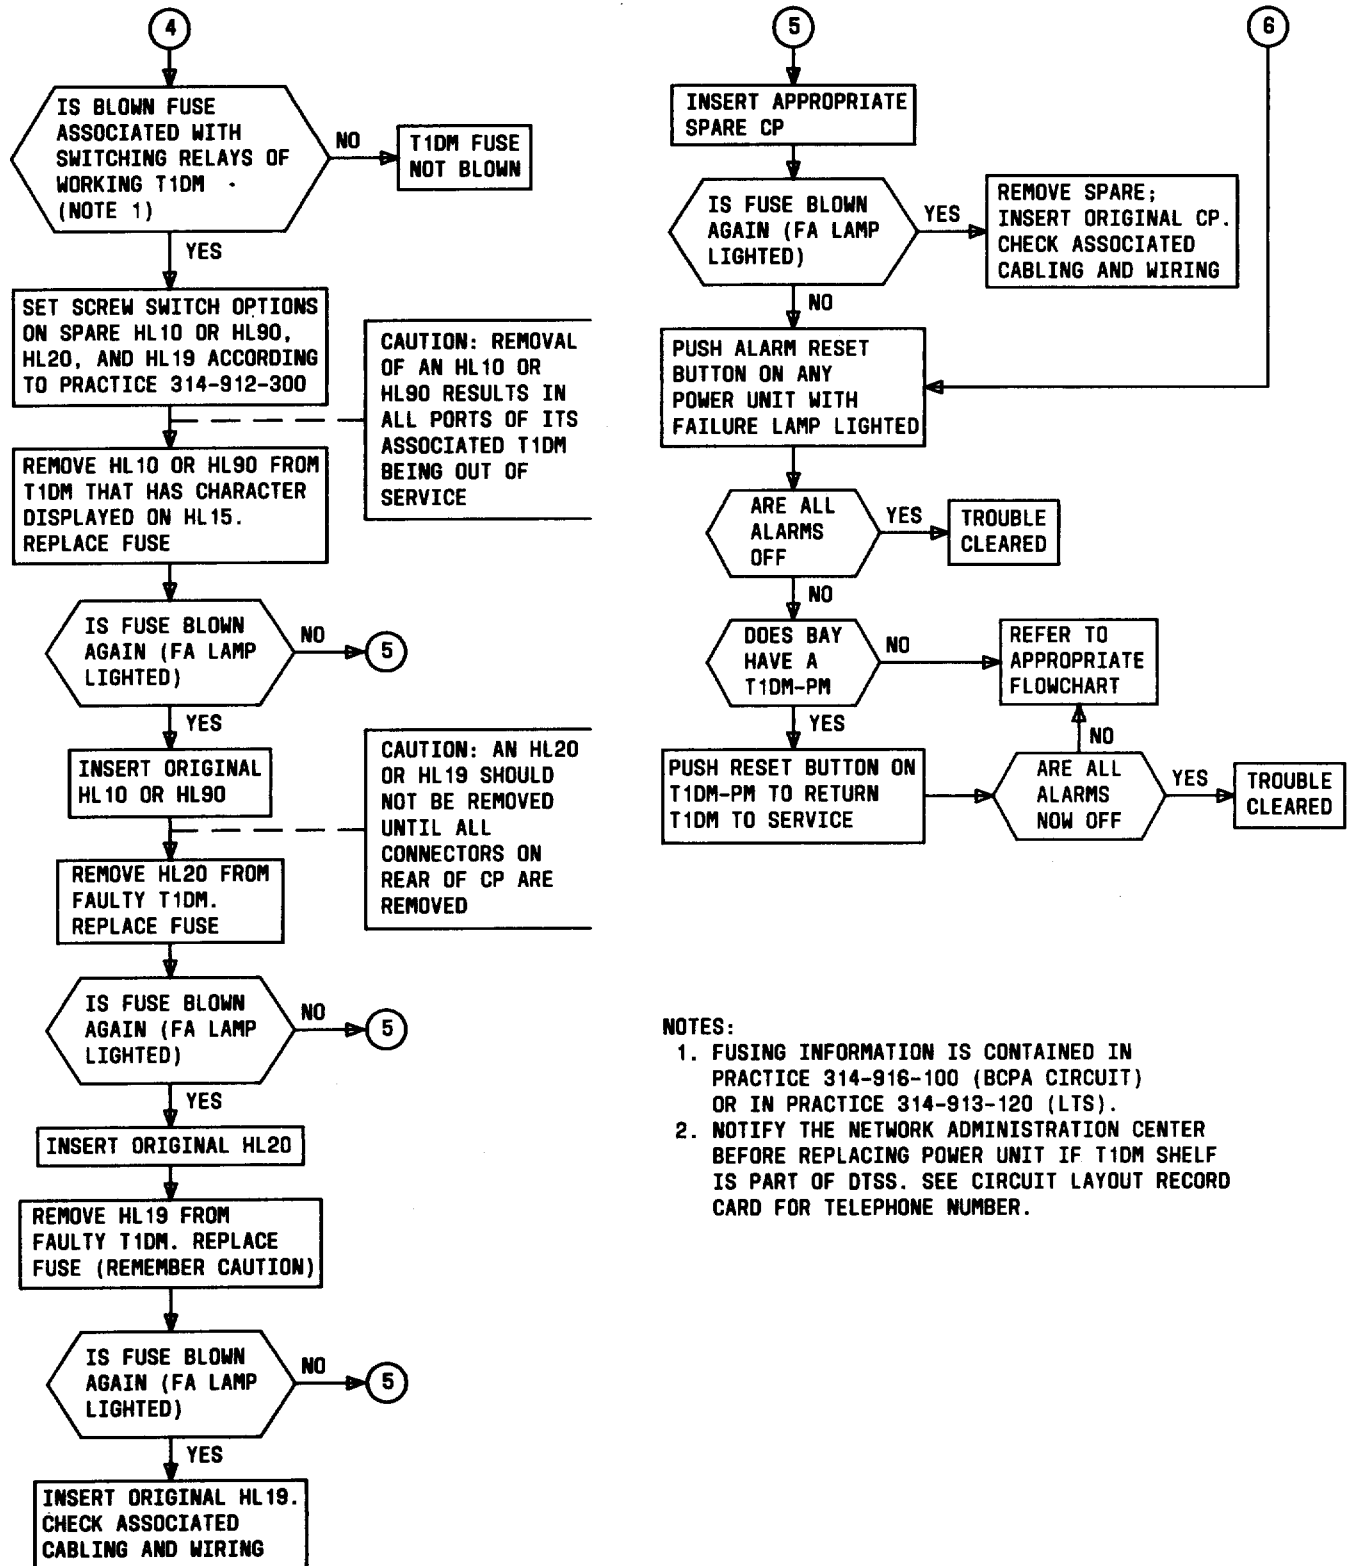 4
IS BLOWN FUSE
ASSOCIATED WITH
SWITCHING RELAYS OF
WORKING T1DM
(NOTE 1)
NO
T1DM FUSE
NOT BLOWN
YES
SET SCREW SWITCH OPTIONS
ON SPARE HL10 OR HL90,
HL20, AND HL19 ACCORDING
TO PRACTICE 314-912-300
CAUTION: REMOVAL
OF AN HL10 OR
HL90 RESULTS IN
ALL PORTS OF ITS
ASSOCIATED T1DM
BEING OUT OF
SERVICE
REMOVE HL10 OR HL90 FROM
T1DM THAT HAS CHARACTER
DISPLAYED ON HL15.
REPLACE FUSE
IS FUSE BLOWN
AGAIN (FA LAMP
LIGHTED)
NO
5
YES
INSERT ORIGINAL
HL10 OR HL90
CAUTION: AN HL20
OR HL19 SHOULD
NOT BE REMOVED
UNTIL ALL
CONNECTORS ON
REAR OF CP ARE
REMOVED
REMOVE HL20 FROM
FAULTY T1DM.
REPLACE FUSE
IS FUSE BLOWN
AGAIN (FA LAMP
LIGHTED)
NO
5
YES
INSERT ORIGINAL HL20
REMOVE HL19 FROM
FAULTY T1DM. REPLACE
FUSE (REMEMBER CAUTION)
IS FUSE BLOWN
AGAIN (FA LAMP
LIGHTED)
NO
5
YES
INSERT ORIGINAL HL19.
CHECK ASSOCIATED
CABLING AND WIRING
5
INSERT APPROPRIATE
SPARE CP
IS FUSE BLOWN
AGAIN (FA LAMP
LIGHTED)
YES
REMOVE SPARE;
INSERT ORIGINAL CP.
CHECK ASSOCIATED
CABLING AND WIRING
NO
6
PUSH ALARM RESET
BUTTON ON ANY
POWER UNIT WITH
FAILURE LAMP LIGHTED
ARE ALL
ALARMS
OFF
YES
TROUBLE
CLEARED
NO
DOES BAY
HAVE A
T1DM-PM
NO
REFER TO
APPROPRIATE
FLOWCHART
YES
PUSH RESET BUTTON ON
T1DM-PM TO RETURN
T1DM TO SERVICE
NO
ARE ALL
ALARMS
NOW OFF
YES
TROUBLE
CLEARED
NOTES:
1. FUSING INFORMATION IS CONTAINED IN
PRACTICE 314-916-100 (BCPA CIRCUIT)
OR IN PRACTICE 314-913-120 (LTS).
2. NOTIFY THE NETWORK ADMINISTRATION CENTER
BEFORE REPLACING POWER UNIT IF T1DM SHELF
IS PART OF DTSS. SEE CIRCUIT LAYOUT RECORD
CARD FOR TELEPHONE NUMBER.